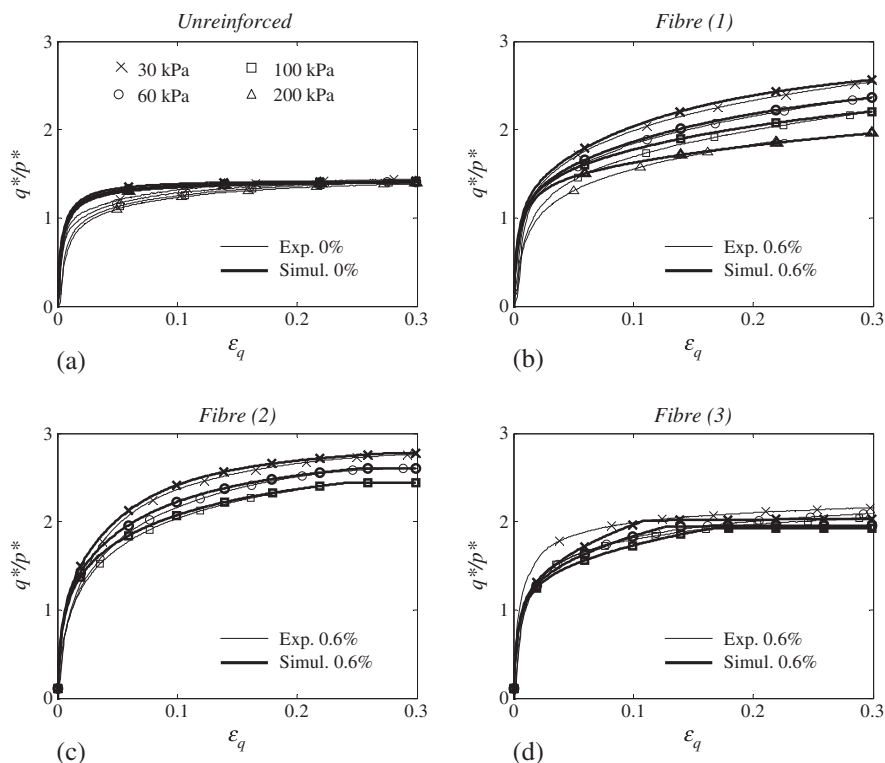 Unreinforced
3
2
1
0
q*/p*
30 kPa
60 kPa
100 kPa
200 kPa
Exp. 0%
Simul. 0%
0
0.1
0.2
0.3
εq
(a)
Fibre (1)
3
2
1
0
q*/p*
Exp. 0.6%
Simul. 0.6%
0
0.1
0.2
0.3
εq
(b)
Fibre (2)
3
2
1
0
q*/p*
Exp. 0.6%
Simul. 0.6%
0
0.1
0.2
0.3
εq
(c)
Fibre (3)
3
2
1
0
q*/p*
Exp. 0.6%
Simul. 0.6%
0
0.1
0.2
0.3
εq
(d)